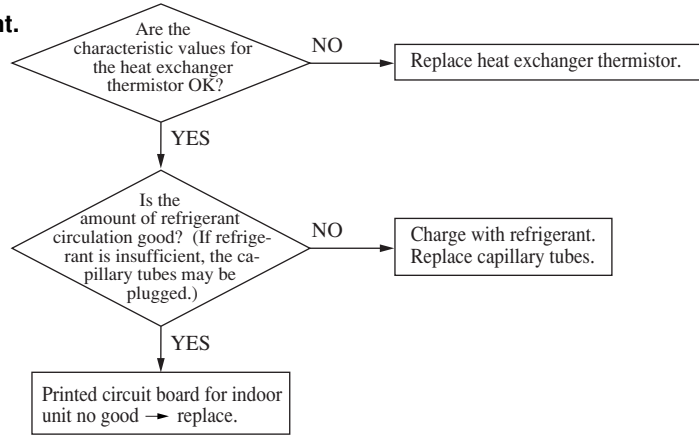 nt.
Are the
characteristic values for
the heat exchanger
thermistor OK?
NO
Replace heat exchanger thermistor.
YES
Is the
amount of refrigerant
circulation good? (If refrige-
rant is insufficient, the ca-
pillary tubes may be
plugged.)
NO
Charge with refrigerant.
Replace capillary tubes.
YES
Printed circuit board for indoor
unit no good → replace.